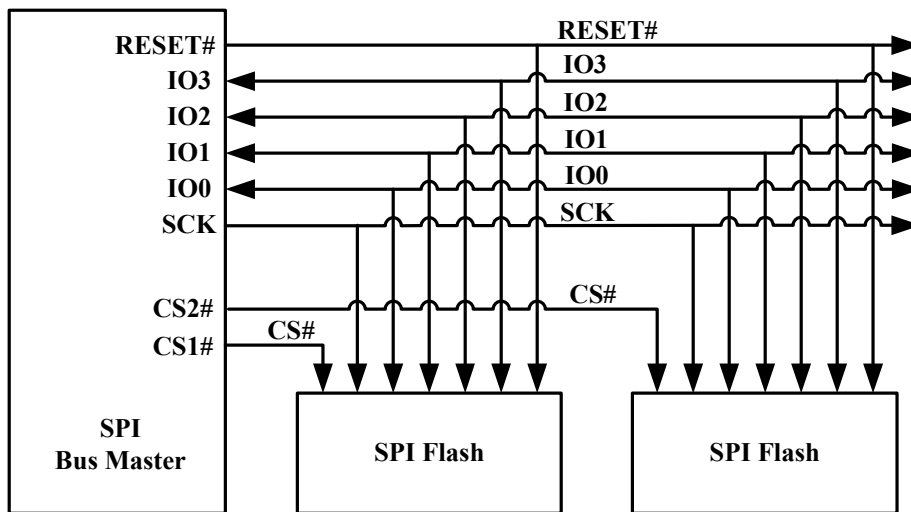 RESET# RESET#
IO3 IO3
IO2 IO2
IO1 IO1
IO0 IO0
SCK SCK
CS2# CS#
CS1# CS#
SPI
Bus Master
SPI Flash SPI Flash